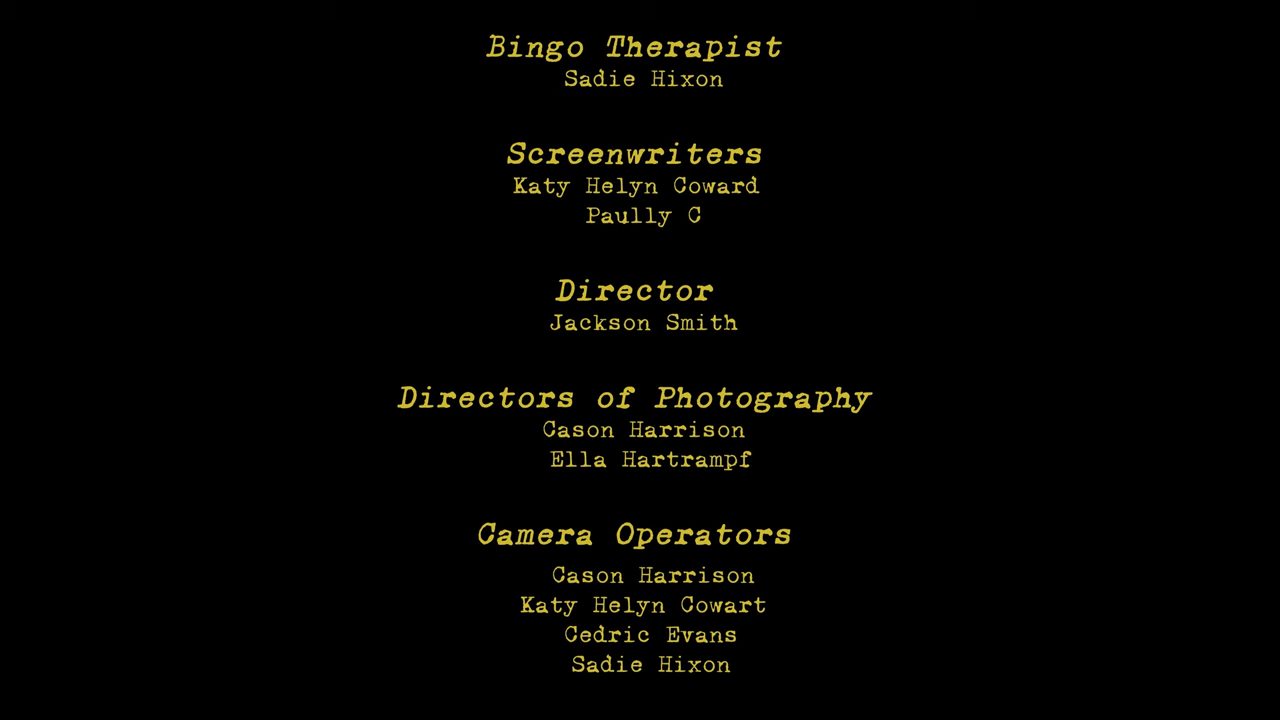 Bingo Therapist
Sadie Hixon
Screenwriters
Katy Helyn Coward
Paully C
Director
Jackson Smith
Directors of Photography
Cason Harrison
Ella Hartrampf
Camera Operators
Cason Harrison
Katy Helyn Cowart
Cedric Evans
Sadie Hixon